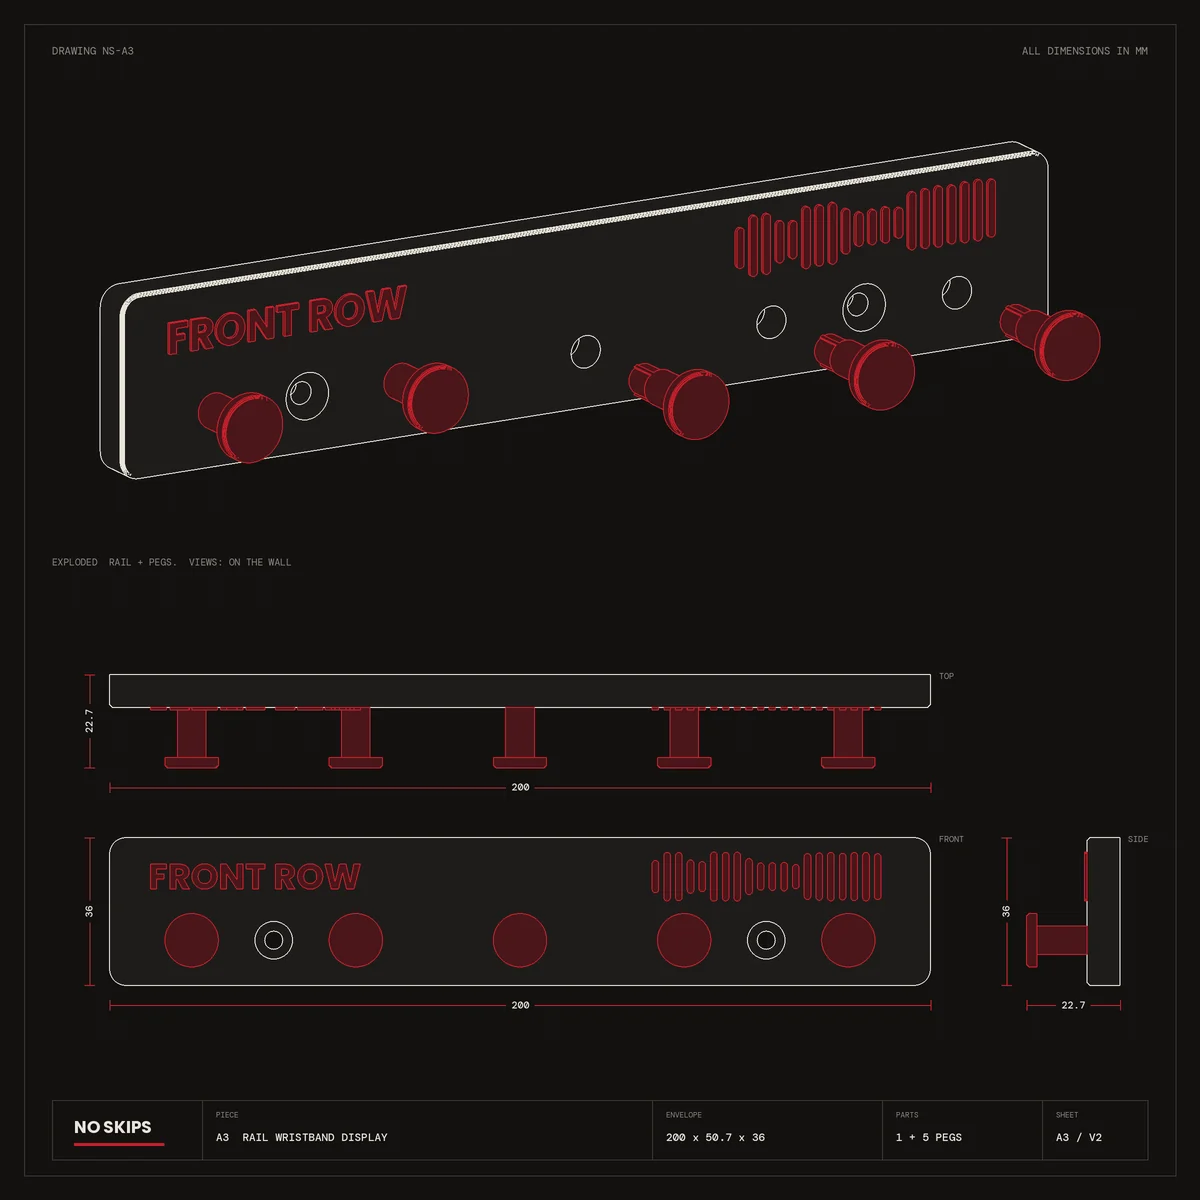 DRAWING NS-A3
ALL DIMENSIONS IN MM
FRONT ROW
EXPLODED RAIL + PEGS. VIEWS: ON THE WALL
TOP
22.7
200
FRONT
SIDE
FRONT ROW
36
36
200
22.7
NO SKIPS
PIECE
A3 RAIL WRISTBAND DISPLAY
ENVELOPE
200 x 50.7 x 36
PARTS
1 + 5 PEGS
SHEET
A3 / V2